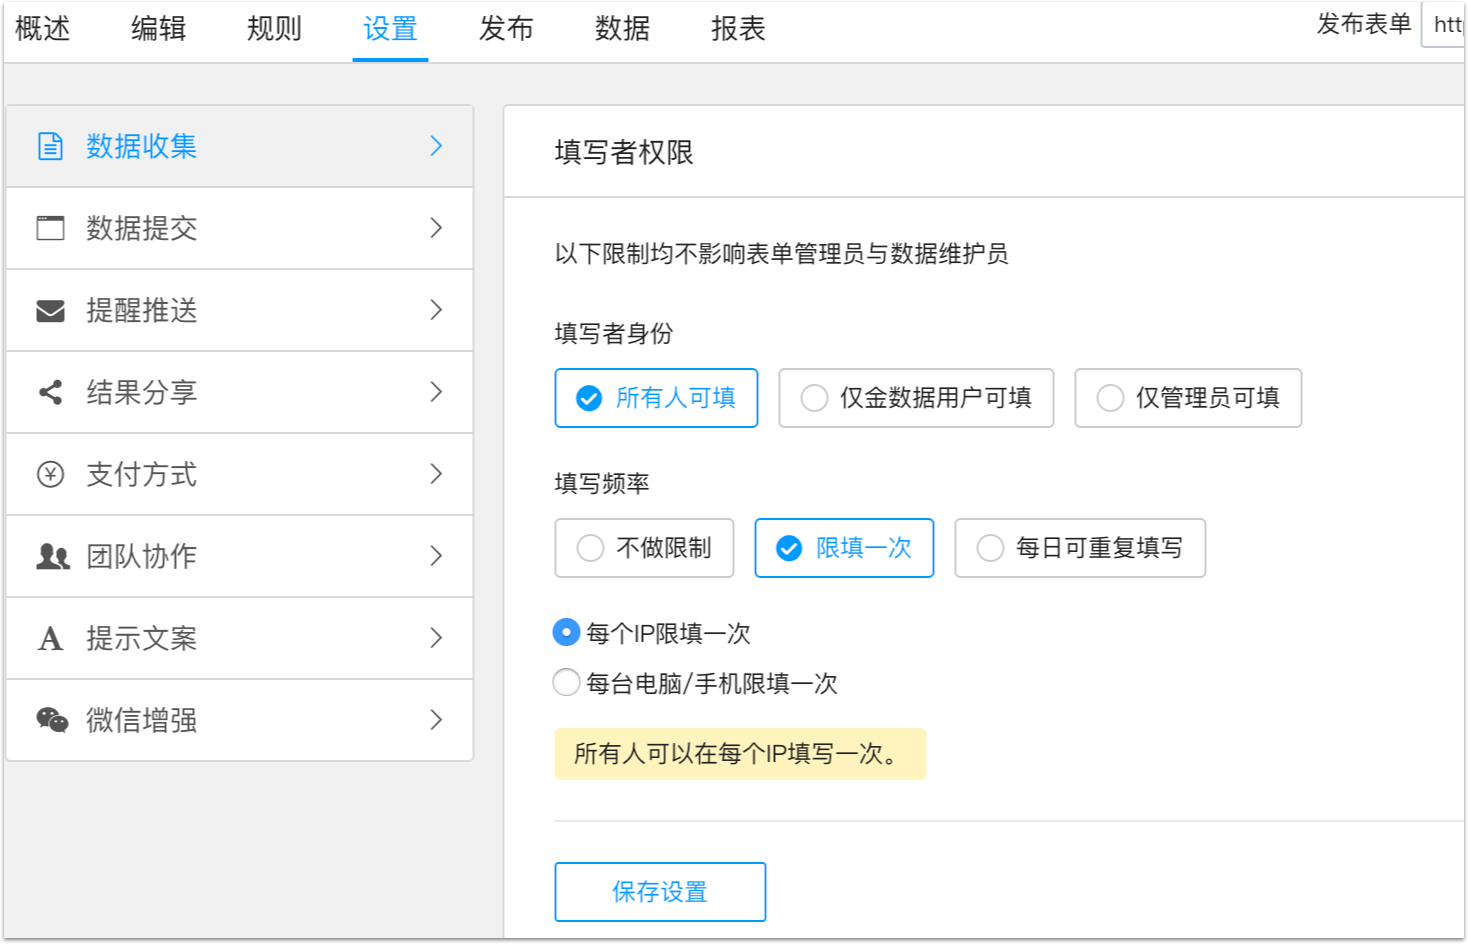 概述 编辑 规则 设置 发布 数据 报表 发布表单 http
数据收集
数据提交
提醒推送
结果分享
支付方式
团队协作
提示文案
微信增强
填写者权限
以下限制均不影响表单管理员与数据维护员
填写者身份
所有人可填 仅金数据用户可填 仅管理员可填
填写频率
不做限制 限填一次 每日可重复填写
每个IP限填一次
每台电脑/手机限填一次
所有人可以在每个IP填写一次。
保存设置